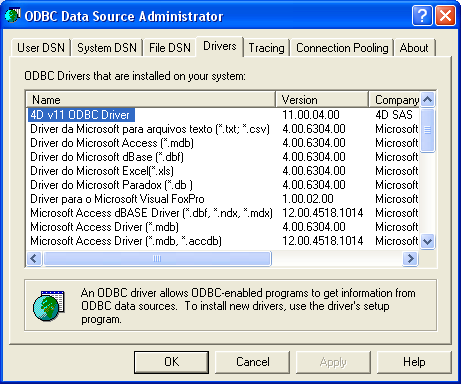 ODBC Data Source Administrator
User DSN System DSN File DSN Drivers Tracing Connection Pooling About
ODBC Drivers that are installed on your system:
Name Version Company
4D v11 ODBC Driver 11.00.04.00 4D SAS
Driver da Microsoft para arquivos texto (*.txt; *.csv) 4.00.6304.00 Microsoft
Driver do Microsoft Access (*.mdb) 4.00.6304.00 Microsoft
Driver do Microsoft dBase (*.dbf) 4.00.6304.00 Microsoft
Driver do Microsoft Excel(*.xls) 4.00.6304.00 Microsoft
Driver do Microsoft Paradox (*.db ) 4.00.6304.00 Microsoft
Driver para o Microsoft Visual FoxPro 1.00.02.00 Microsoft
Microsoft Access dBASE Driver (*.dbf, *.ndx, *.mdx) 12.00.4518.1014 Microsoft
Microsoft Access Driver (*.mdb) 4.00.6304.00 Microsoft
Microsoft Access Driver (*.mdb, *.accdb) 12.00.4518.1014 Microsoft
An ODBC driver allows ODBC-enabled programs to get information from
ODBC data sources. To install new drivers, use the driver's setup
program.
OK Cancel Apply Help